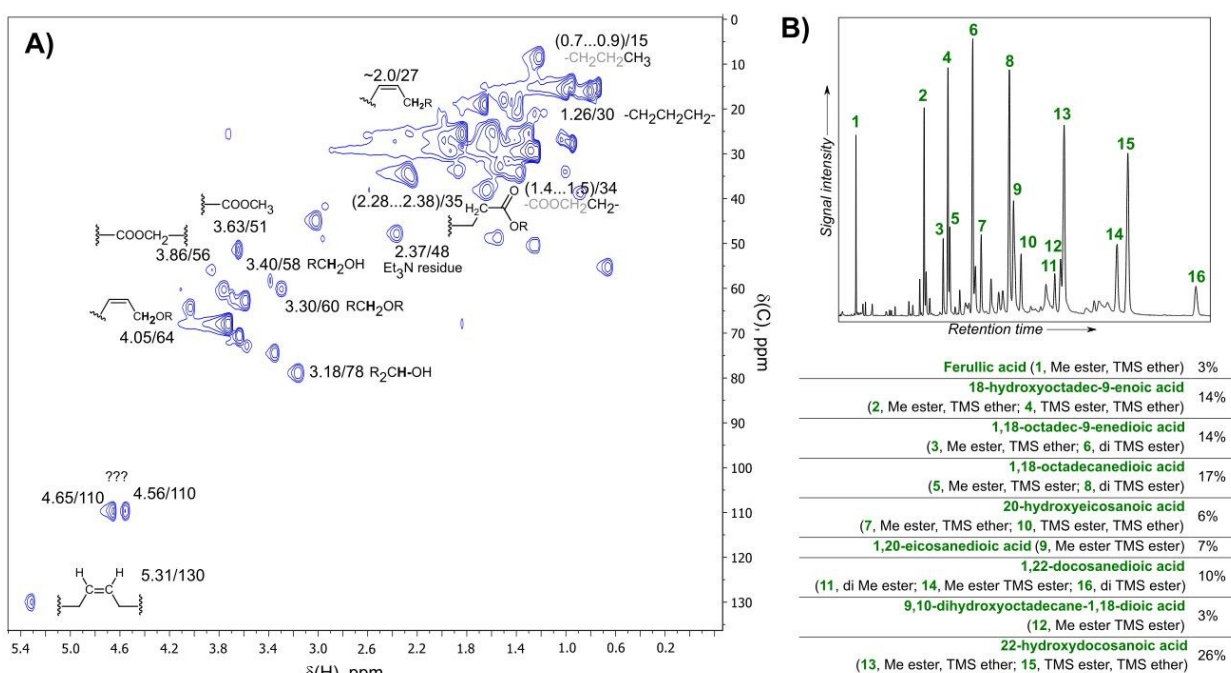 A)
(0.7...0.9)/15
-CH₂CH₂CH₃
~2.0/27
CH₂R
1.26/30 -CH₂CH₂CH₂-
COOCH₃
3.63/51
COOCH₂
3.86/56
(2.28...2.38)/35
H₂C
O
OR
(1.4...1.5)/34
-COOCH₂CH₂-
2.37/48
Et₃N residue
3.40/58 RCH₂OH
3.30/60 RCH₂OR
CH₂OR
4.05/64
3.18/78 R₂CH-OH
???
4.65/110
4.56/110
H H
5.31/130
0
10
20
30
40
50
60
70
80
90
100
110
120
130
δ(C), ppm
5.4 5.0 4.6 4.2 3.8 3.4 3.0 2.6 2.2 1.8 1.4 1.0 0.6 0.2
δ(H), ppm
B)
Signal intensity
1
2
3
4
5
6
7
8
9
10
11
12
13
14
15
16
Retention time
Ferullic acid (1, Me ester, TMS ether) 3%
18-hydroxyoctadec-9-enoic acid
(2, Me ester, TMS ether; 4, TMS ester, TMS ether) 14%
1,18-octadec-9-enedioic acid
(3, Me ester, TMS ether; 6, di TMS ester) 14%
1,18-octadecanedioic acid
(5, Me ester, TMS ester; 8, di TMS ester) 17%
20-hydroxyeicosanoic acid
(7, Me ester, TMS ether; 10, TMS ester, TMS ether) 6%
1,20-eicosanedioic acid (9, Me ester TMS ester) 7%
1,22-docosanedioic acid
(11, di Me ester; 14, Me ester TMS ester; 16, di TMS ester) 10%
9,10-dihydroxyoctadecane-1,18-dioic acid
(12, Me ester TMS ester) 3%
22-hydroxydocosanoic acid
(13, Me ester, TMS ether; 15, TMS ester, TMS ether) 26%